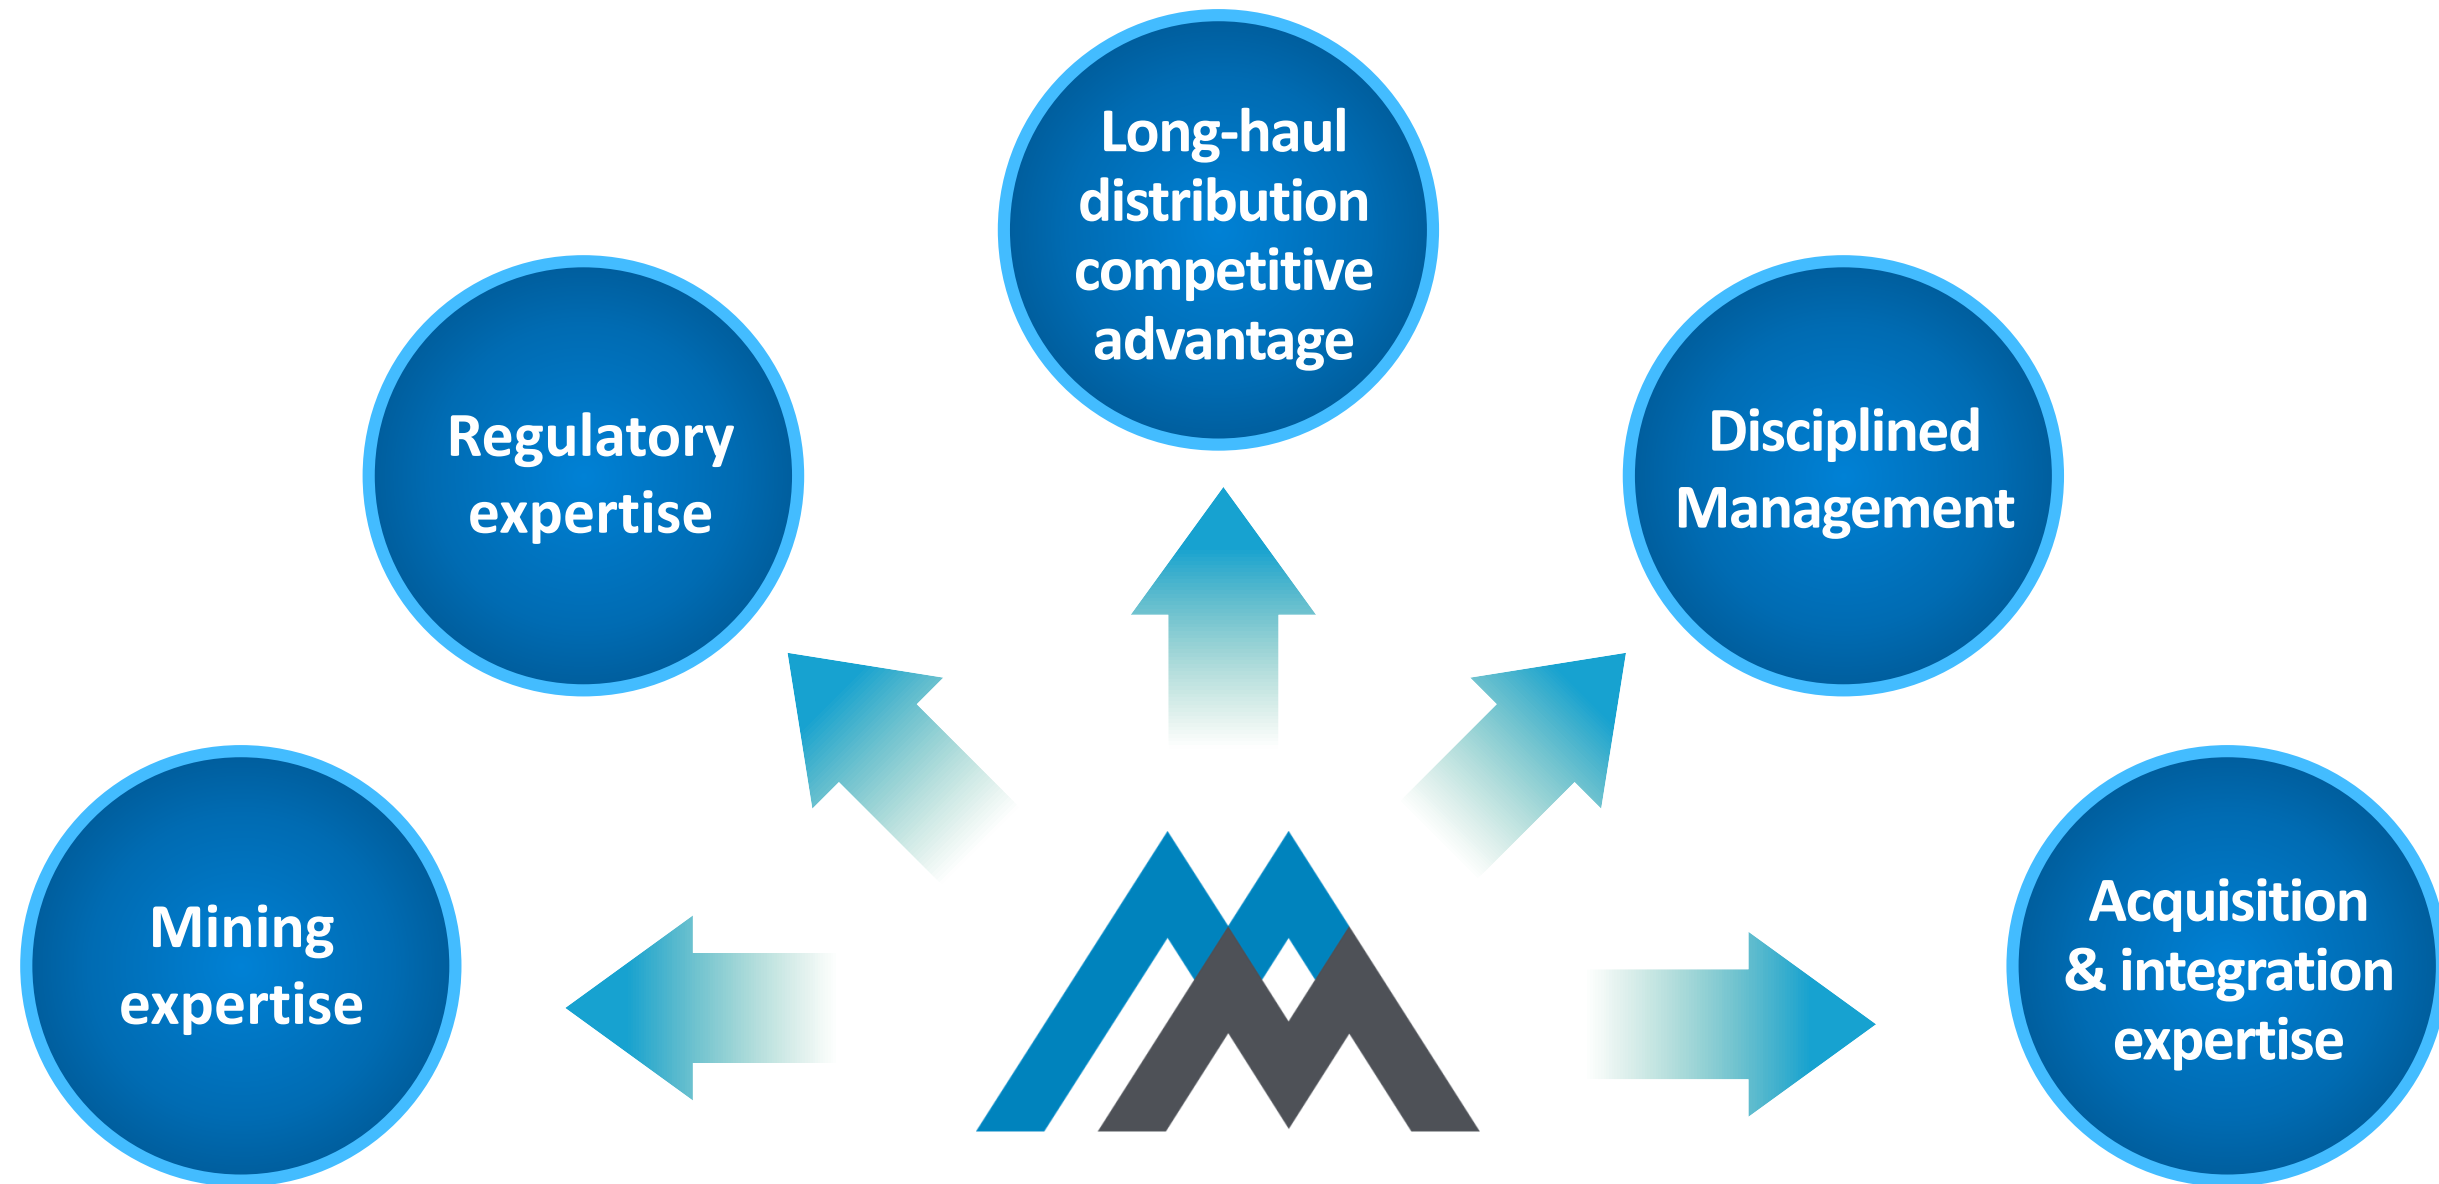 Long-haul
distribution
competitive
advantage
Regulatory
expertise
Disciplined
Management
Mining
expertise
Acquisition
& integration
expertise